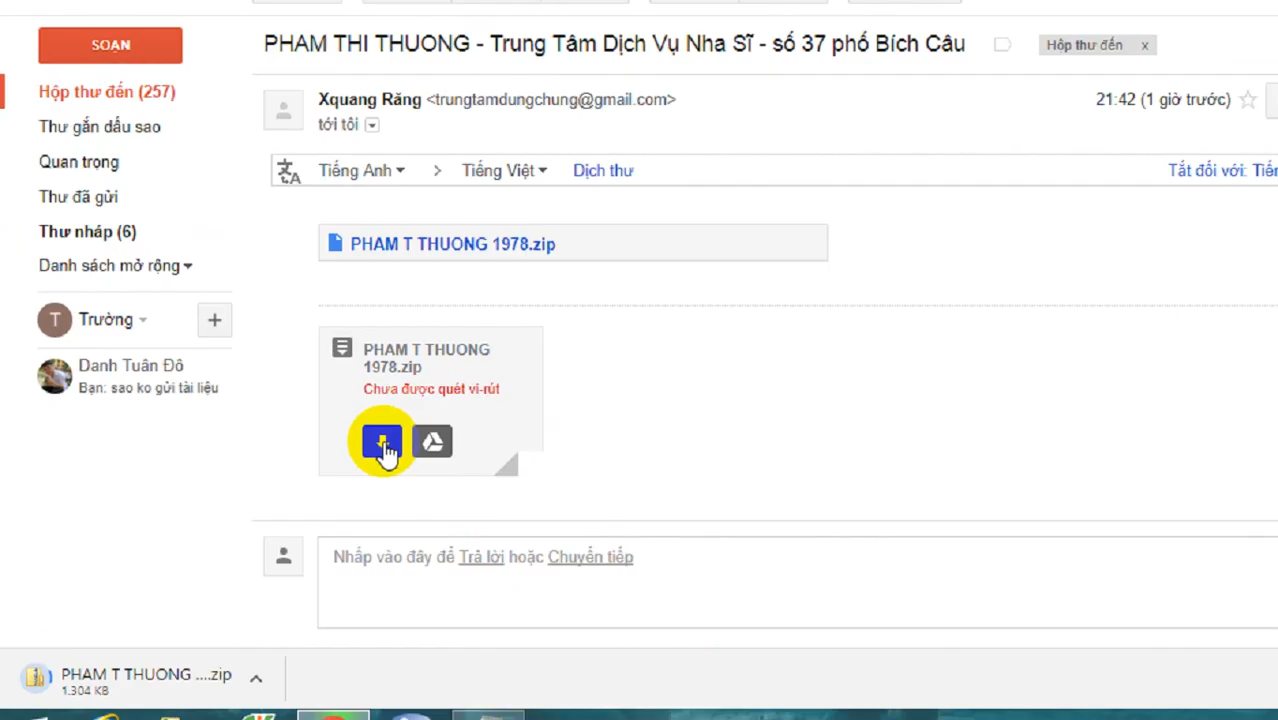 SOẠN
PHAM THI THUONG - Trung Tâm Dịch Vụ Nha Sĩ - số 37 phố Bích Câu
Hộp thư đến x
Hộp thư đến (257)
Thư gắn dấu sao
Quan trọng
Thư đã gửi
Thư nháp (6)
Danh sách mở rộng
T Trường
+
Danh Tuân Đô
Bạn: sao ko gửi tài liệu
Xquang Răng <trungtamdungchung@gmail.com>
21:42 (1 giờ trước)
tới tôi
Tiếng Anh > Tiếng Việt Dịch thư
Tắt đối với:
PHAM T THUONG 1978.zip
PHAM T THUONG
1978.zip
Chưa được quét vi-rút
Nhấp vào đây để Trả lời hoặc Chuyển tiếp
PHAM T THUONG ....zip
1.304 KB